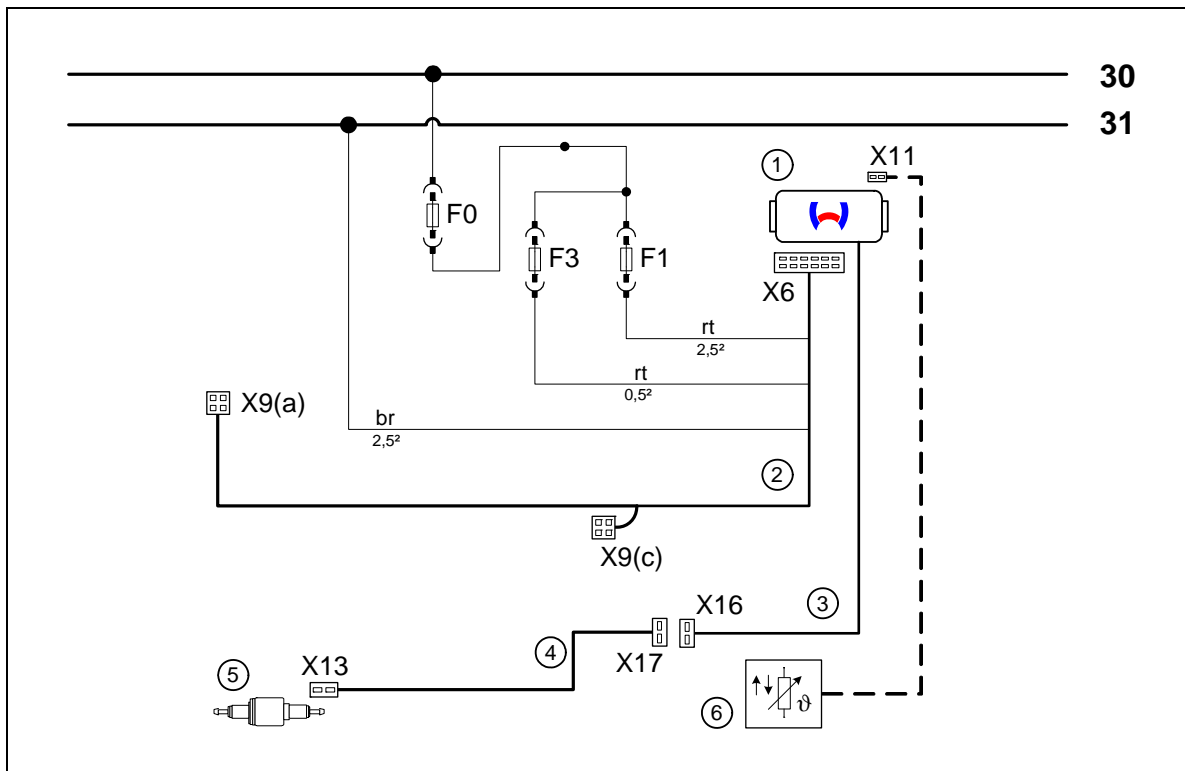 30
31
1
X11
F0
F3
F1
X6
rt
2,5²
rt
0,5²
X9(a)
br
2,5²
2
X9(c)
3
X16
4
X17
X13
5
6
ϑ